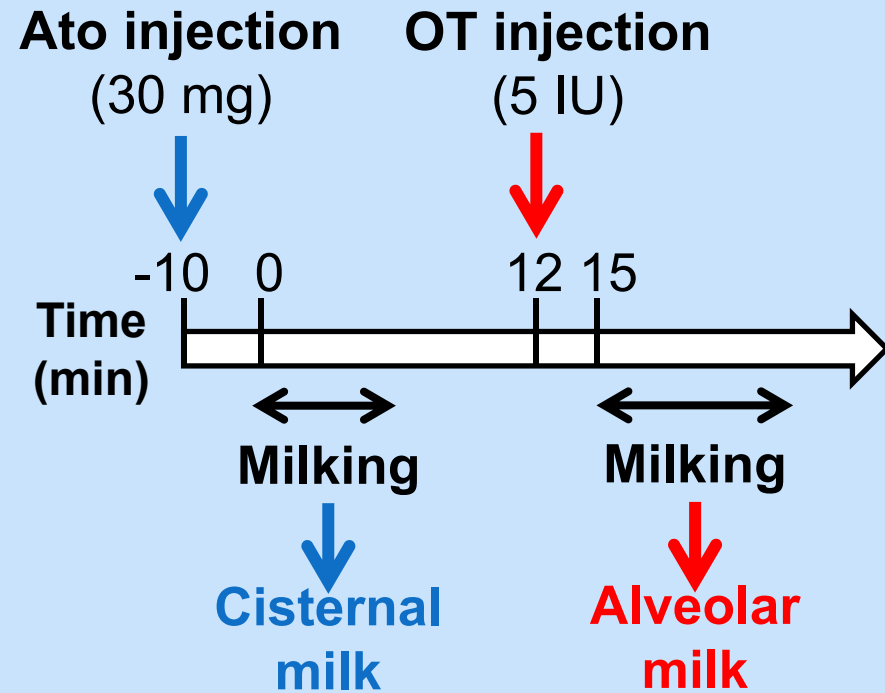 Ato injection
(30 mg)
OT injection
(5 IU)
-10
0
12
15
Time
(min)
Milking
Milking
Cisternal
milk
Alveolar
milk